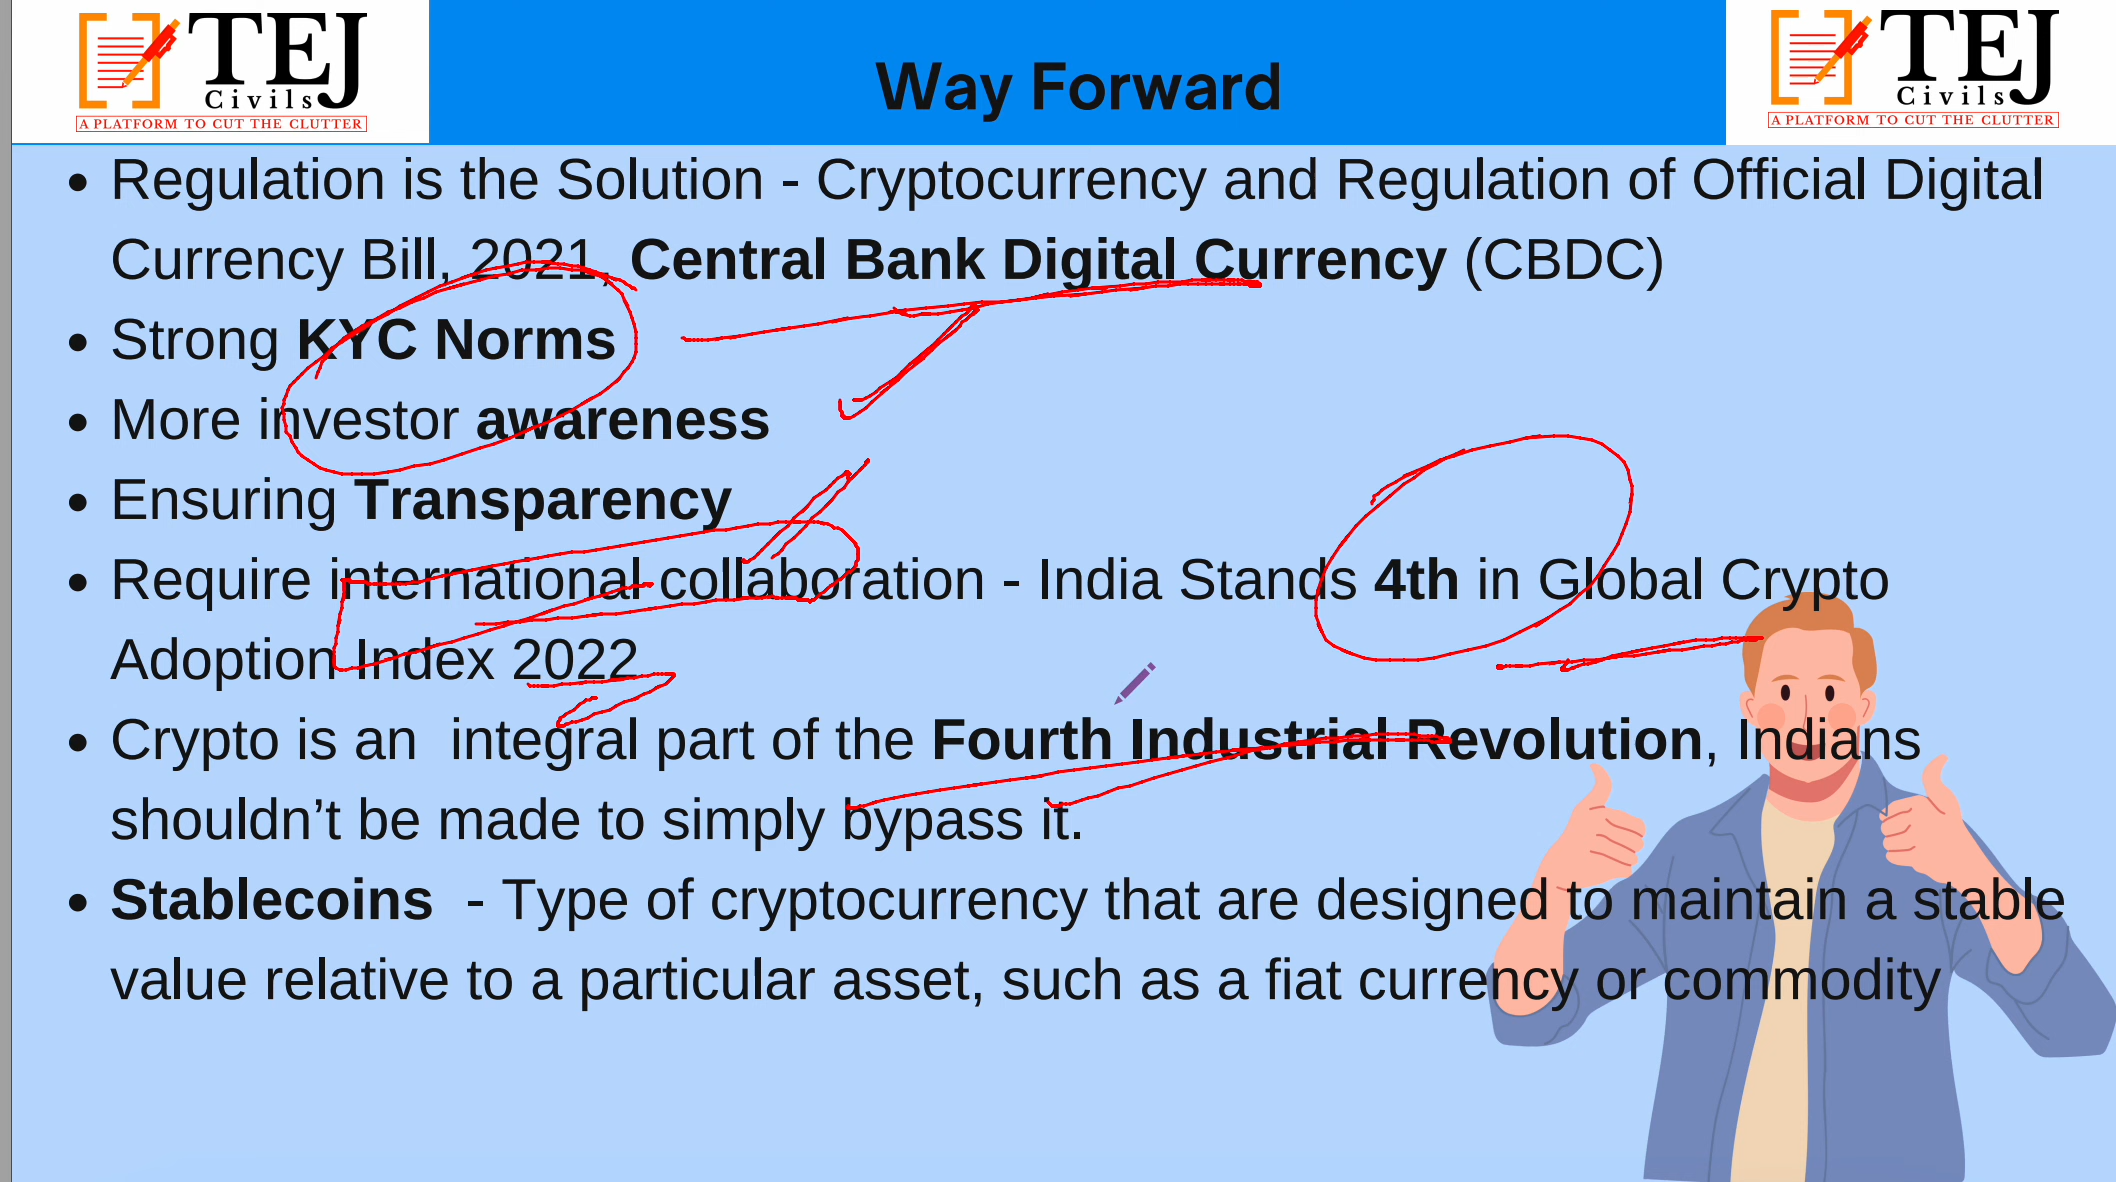 TEJ
Civils
A PLATFORM TO CUT THE CLUTTER
Way Forward
TEJ
Civils
A PLATFORM TO CUT THE CLUTTER
• Regulation is the Solution - Cryptocurrency and Regulation of Official Digital
Currency Bill, 2021, Central Bank Digital Currency (CBDC)
• Strong KYC Norms
• More investor awareness
• Ensuring Transparency
• Require international collaboration - India Stands 4th in Global Crypto
Adoption Index 2022
• Crypto is an integral part of the Fourth Industrial Revolution, Indians
shouldn’t be made to simply bypass it.
• Stablecoins - Type of cryptocurrency that are designed to maintain a stable
value relative to a particular asset, such as a fiat currency or commodity